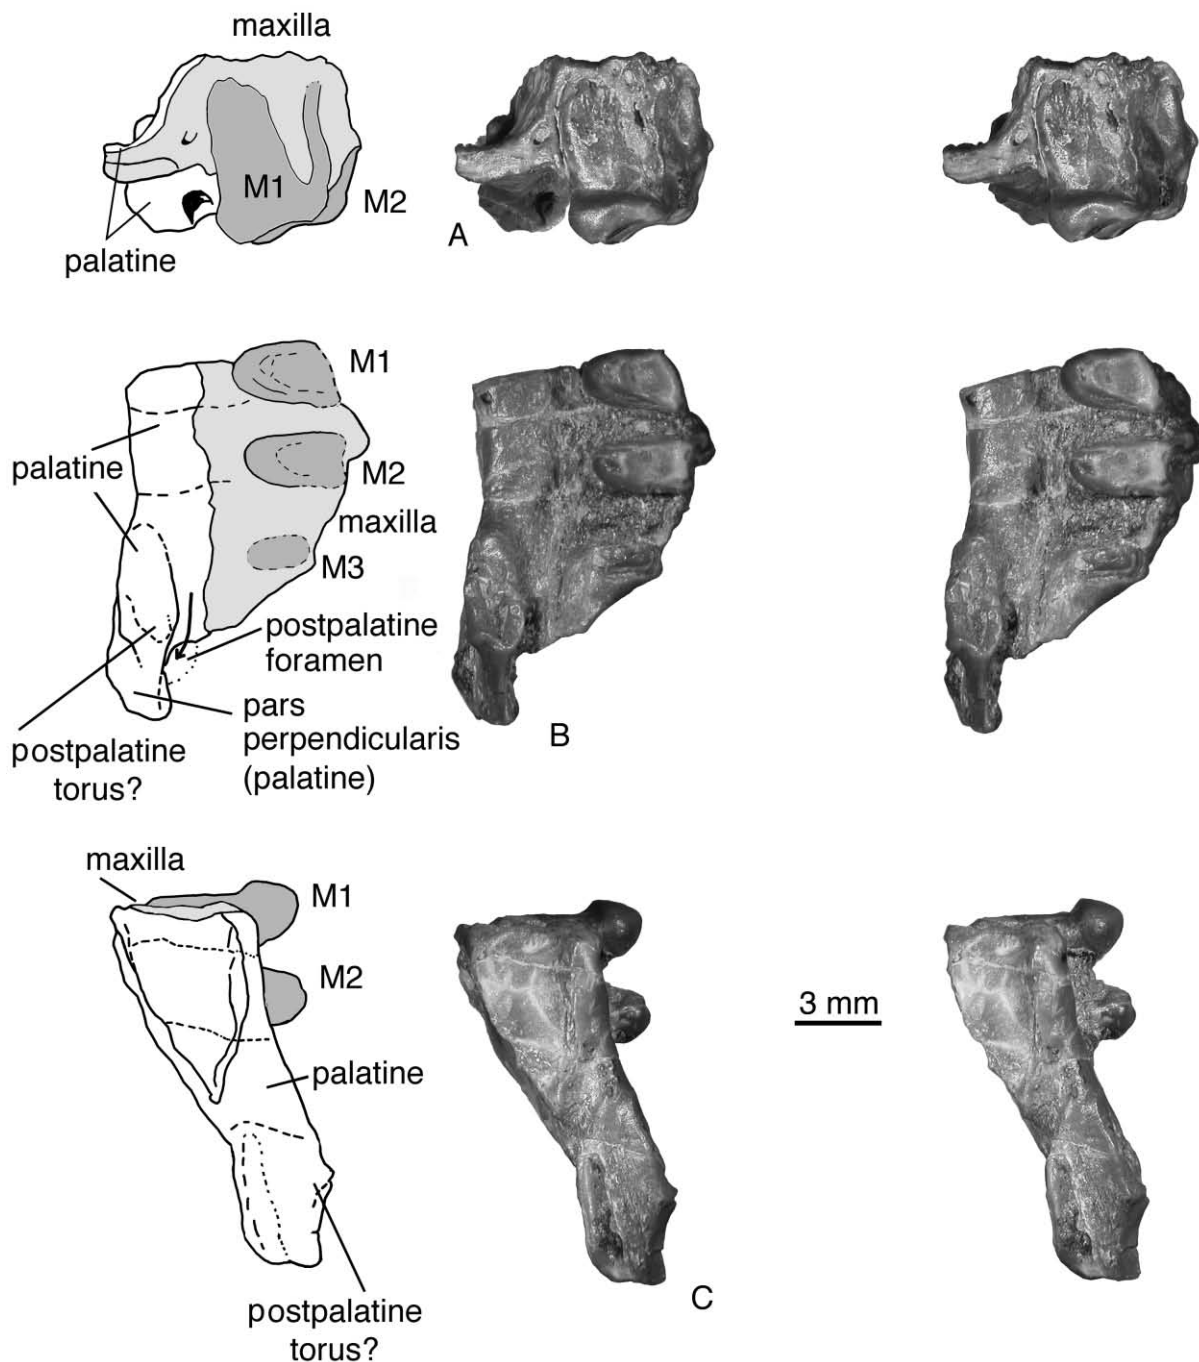 maxilla
M1
M2
palatine
A
M1
palatine
M2
maxilla
M3
postpalatine
foramen
pars
perpendicularis
(palatine)
postpalatine
torus?
B
maxilla
M1
M2
3 mm
palatine
postpalatine
torus?
C